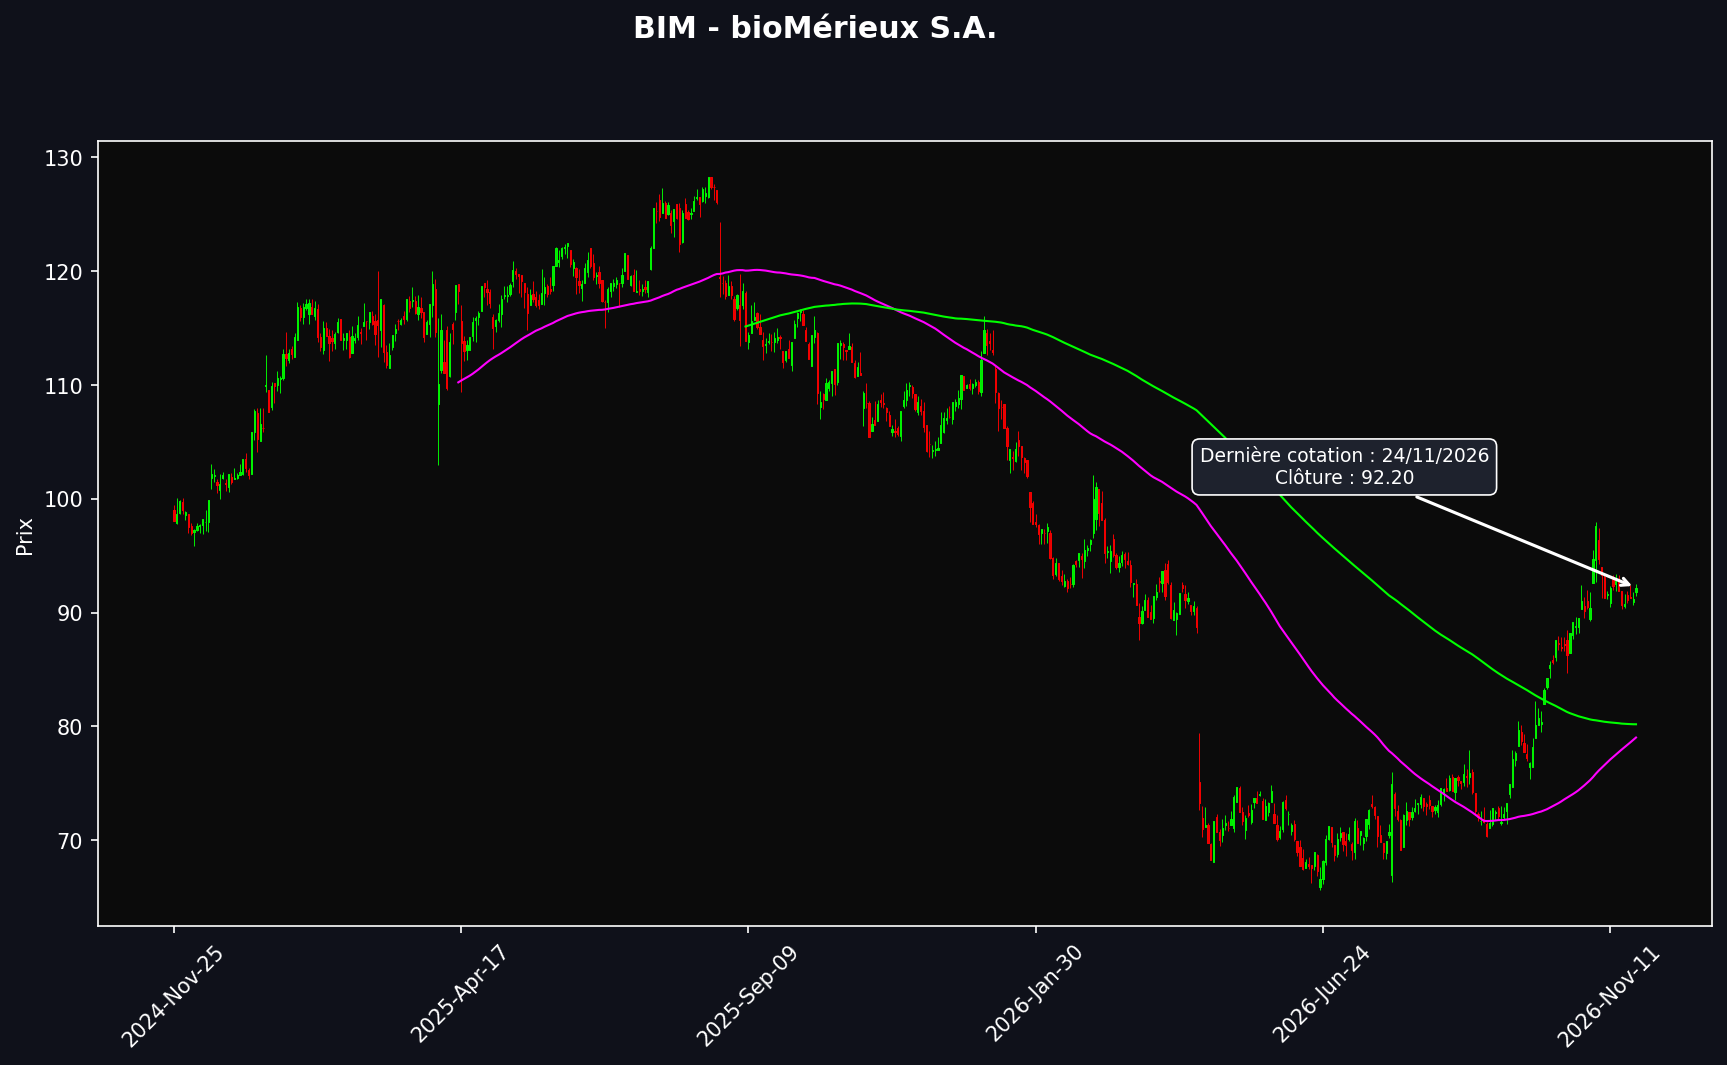 BIM - bioMérieux S.A.
Prix
130
120
110
100
90
80
70
Dernière cotation : 24/11/2026
Clôture : 92.20
2024-Nov-25
2025-Apr-17
2025-Sep-09
2026-Jan-30
2026-Jun-24
2026-Nov-11